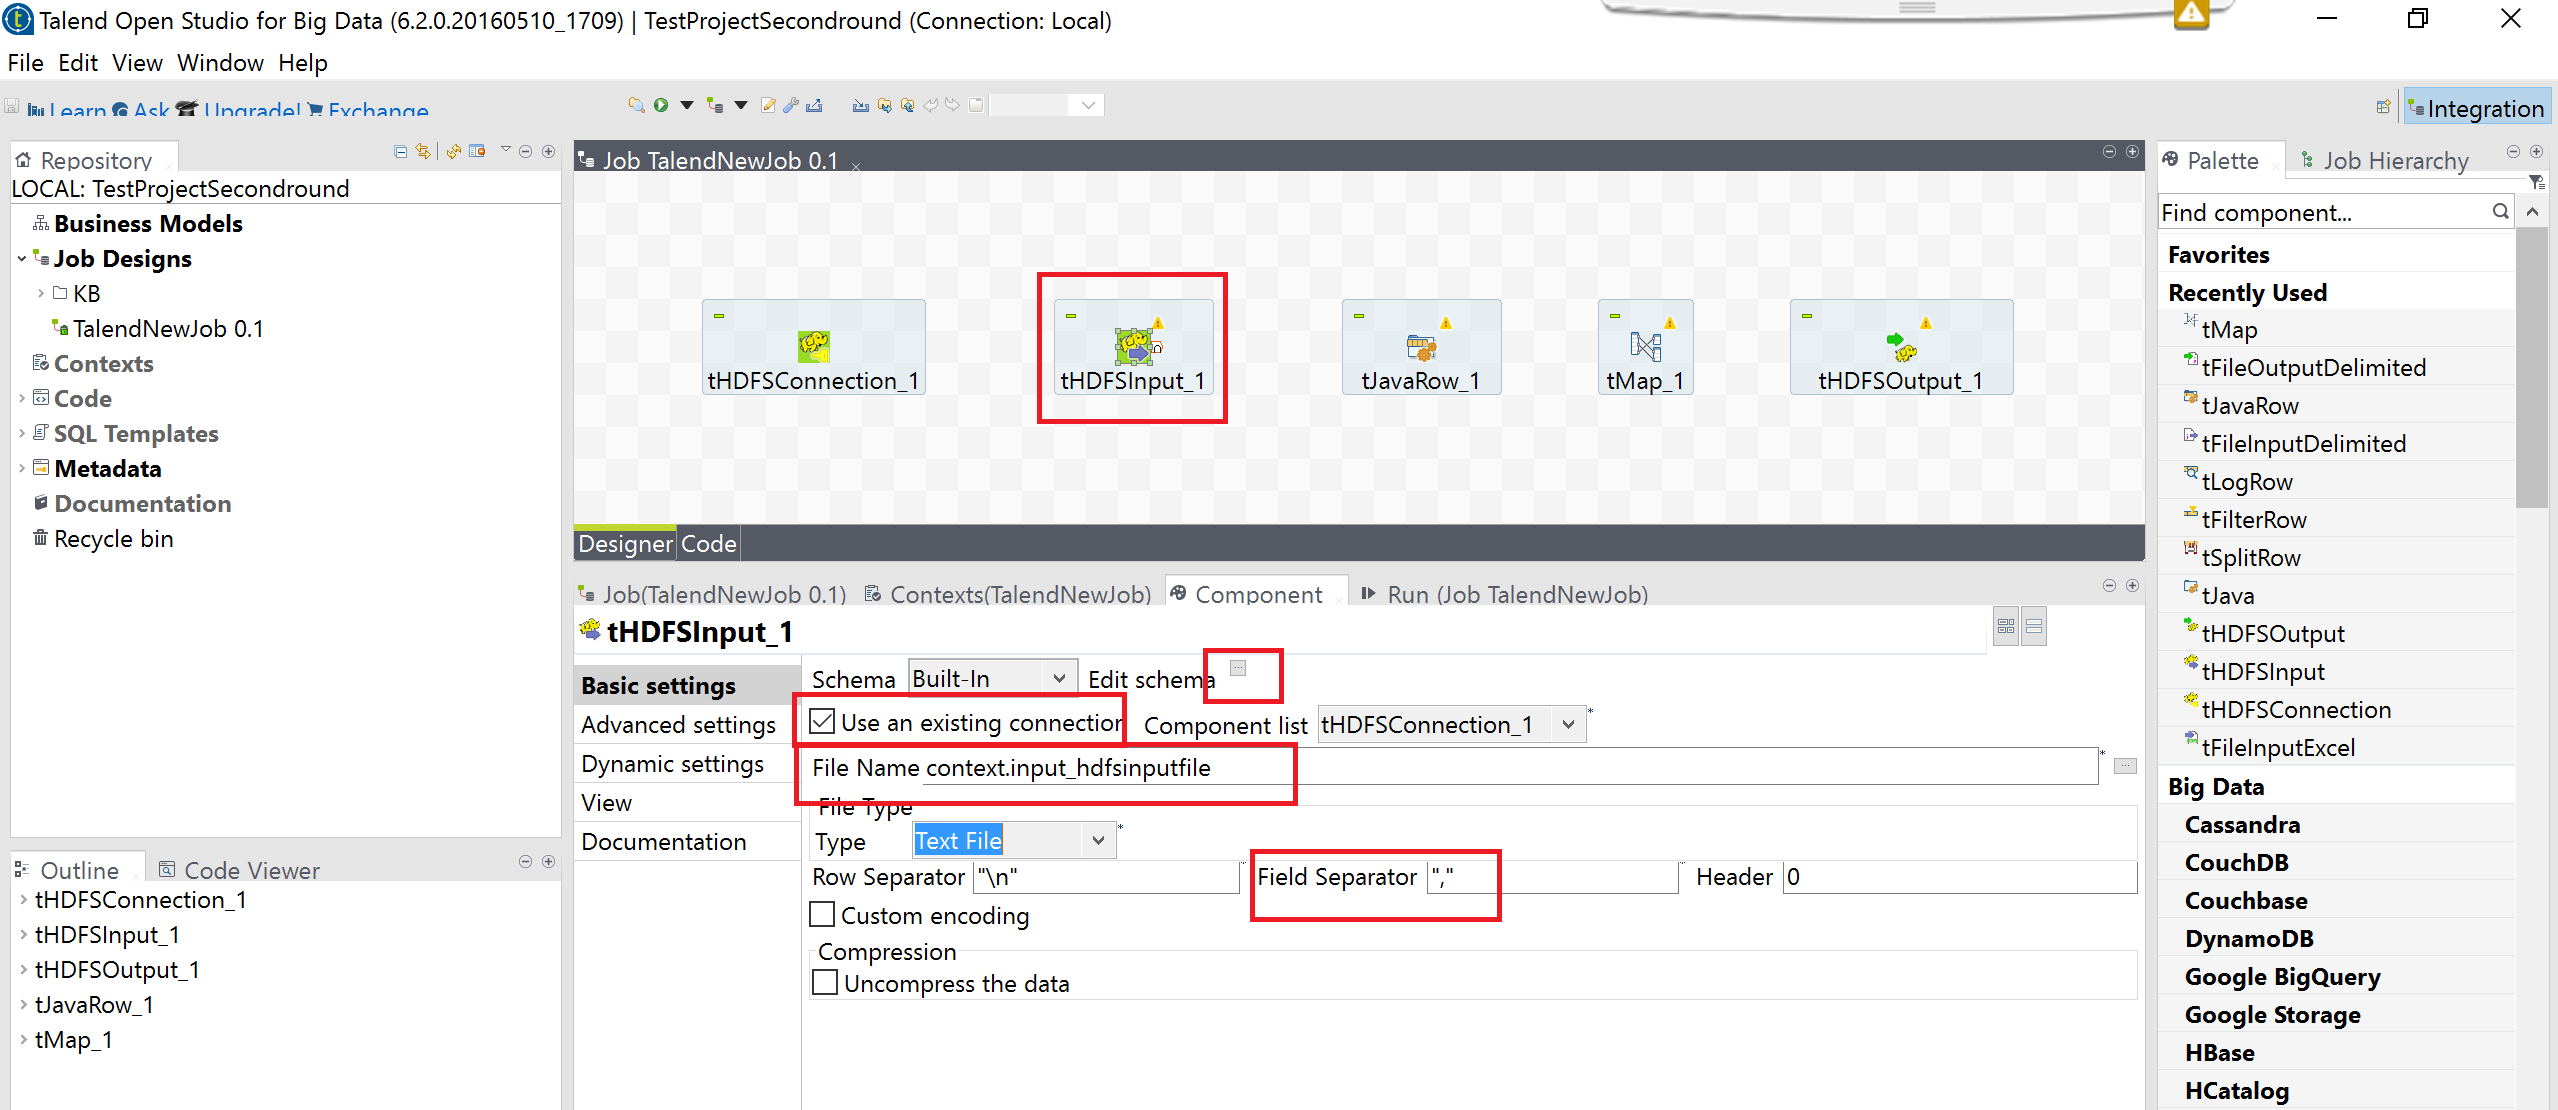 Talend Open Studio for Big Data (6.2.0.20160510_1709) | TestProjectSecondround (Connection: Local)
File Edit View Window Help
Learn Ask Upgrade! Exchange
Integration
Repository
LOCAL: TestProjectSecondround
Business Models
Job Designs
KB
TalendNewJob 0.1
Contexts
Code
SQL Templates
Metadata
Documentation
Recycle bin
Outline Code Viewer
tHDFSConnection_1
tHDFSInput_1
tHDFSOutput_1
tJavaRow_1
tMap_1
Job TalendNewJob 0.1
tHDFSConnection_1 tHDFSInput_1 tJavaRow_1 tMap_1 tHDFSOutput_1
Designer Code
Job(TalendNewJob 0.1) Contexts(TalendNewJob) Component Run (Job TalendNewJob)
tHDFSInput_1
Basic settings
Advanced settings
Dynamic settings
View
Documentation
Schema Built-In Edit schema ...
Use an existing connection Component list tHDFSConnection_1 *
File Name context.input_hdfsinputfile * ...
File Type
Type Text File *
Row Separator "\n" * Field Separator "," * Header 0
Custom encoding
Compression
Uncompress the data
Palette Job Hierarchy
Find component...
Favorites
Recently Used
tMap
tFileOutputDelimited
tJavaRow
tFileInputDelimited
tLogRow
tFilterRow
tSplitRow
tJava
tHDFSOutput
tHDFSInput
tHDFSConnection
tFileInputExcel
Big Data
Cassandra
CouchDB
Couchbase
DynamoDB
Google BigQuery
Google Storage
HBase
HCatalog